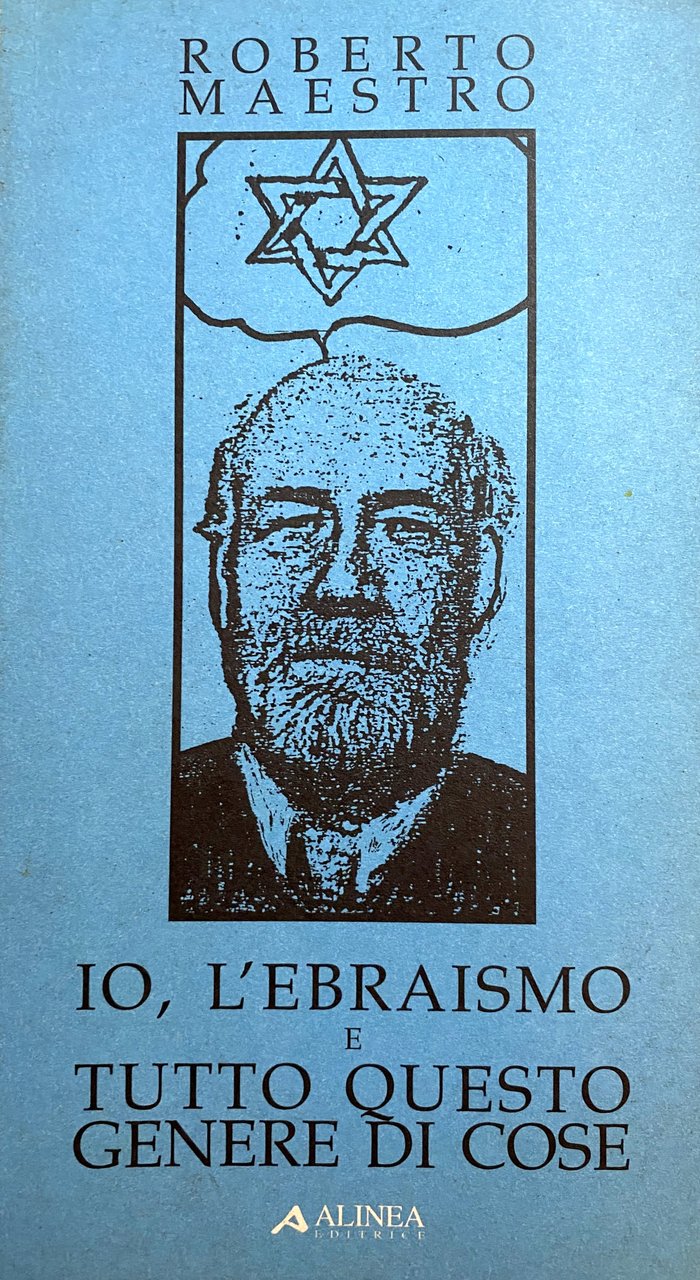 ROBERTO
MAESTRO
IO, L'EBRAISMO
E
TUTTO QUESTO
GENERE DI COSE
ALINEA
EDITRICE